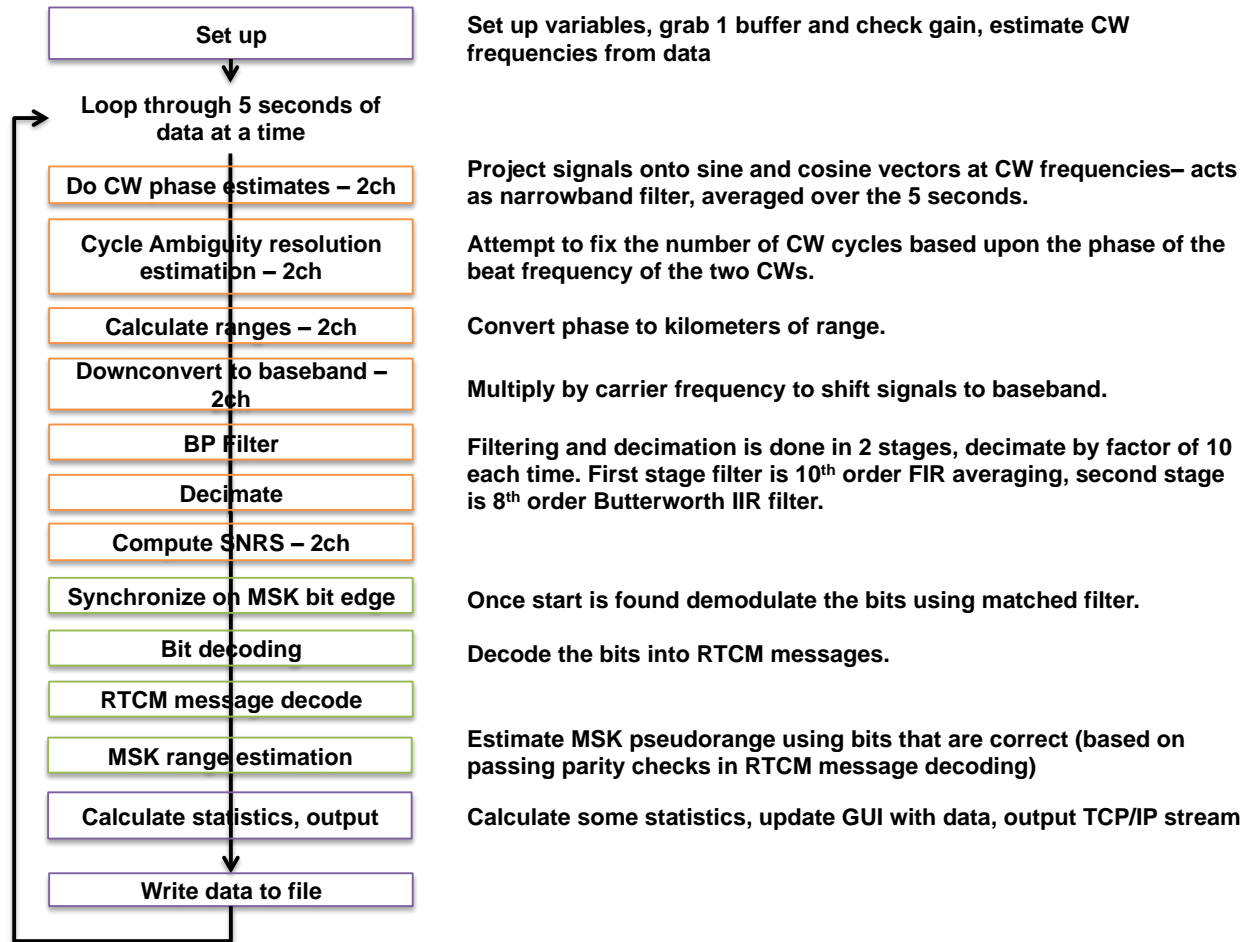 Set up
Set up variables, grab 1 buffer and check gain, estimate CW
frequencies from data
Loop through 5 seconds of
data at a time
Do CW phase estimates – 2ch
Project signals onto sine and cosine vectors at CW frequencies– acts
as narrowband filter, averaged over the 5 seconds.
Cycle Ambiguity resolution
estimation – 2ch
Attempt to fix the number of CW cycles based upon the phase of the
beat frequency of the two CWs.
Calculate ranges – 2ch
Convert phase to kilometers of range.
Downconvert to baseband –
2ch
Multiply by carrier frequency to shift signals to baseband.
BP Filter
Filtering and decimation is done in 2 stages, decimate by factor of 10
each time. First stage filter is 10th order FIR averaging, second stage
is 8th order Butterworth IIR filter.
Decimate
Compute SNRS – 2ch
Synchronize on MSK bit edge
Once start is found demodulate the bits using matched filter.
Bit decoding
Decode the bits into RTCM messages.
RTCM message decode
MSK range estimation
Estimate MSK pseudorange using bits that are correct (based on
passing parity checks in RTCM message decoding)
Calculate statistics, output
Calculate some statistics, update GUI with data, output TCP/IP stream
Write data to file